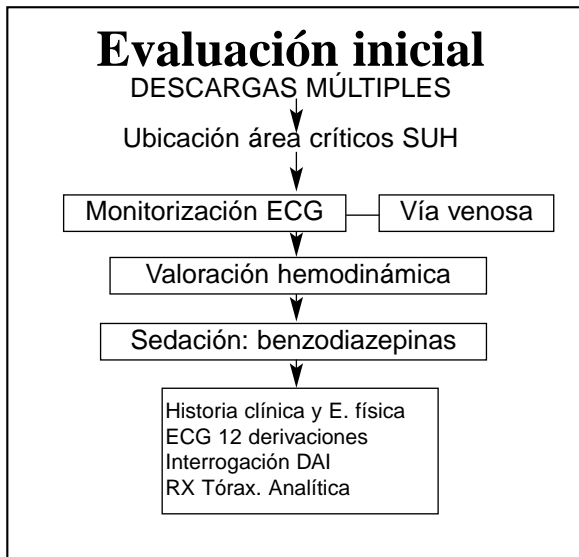 Evaluación inicial
DESCARGAS MÚLTIPLES
Ubicación área críticos SUH
Monitorización ECG
Vía venosa
Valoración hemodinámica
Sedación: benzodiazepinas
Historia clínica y E. física
ECG 12 derivaciones
Interrogación DAI
RX Tórax. Analítica